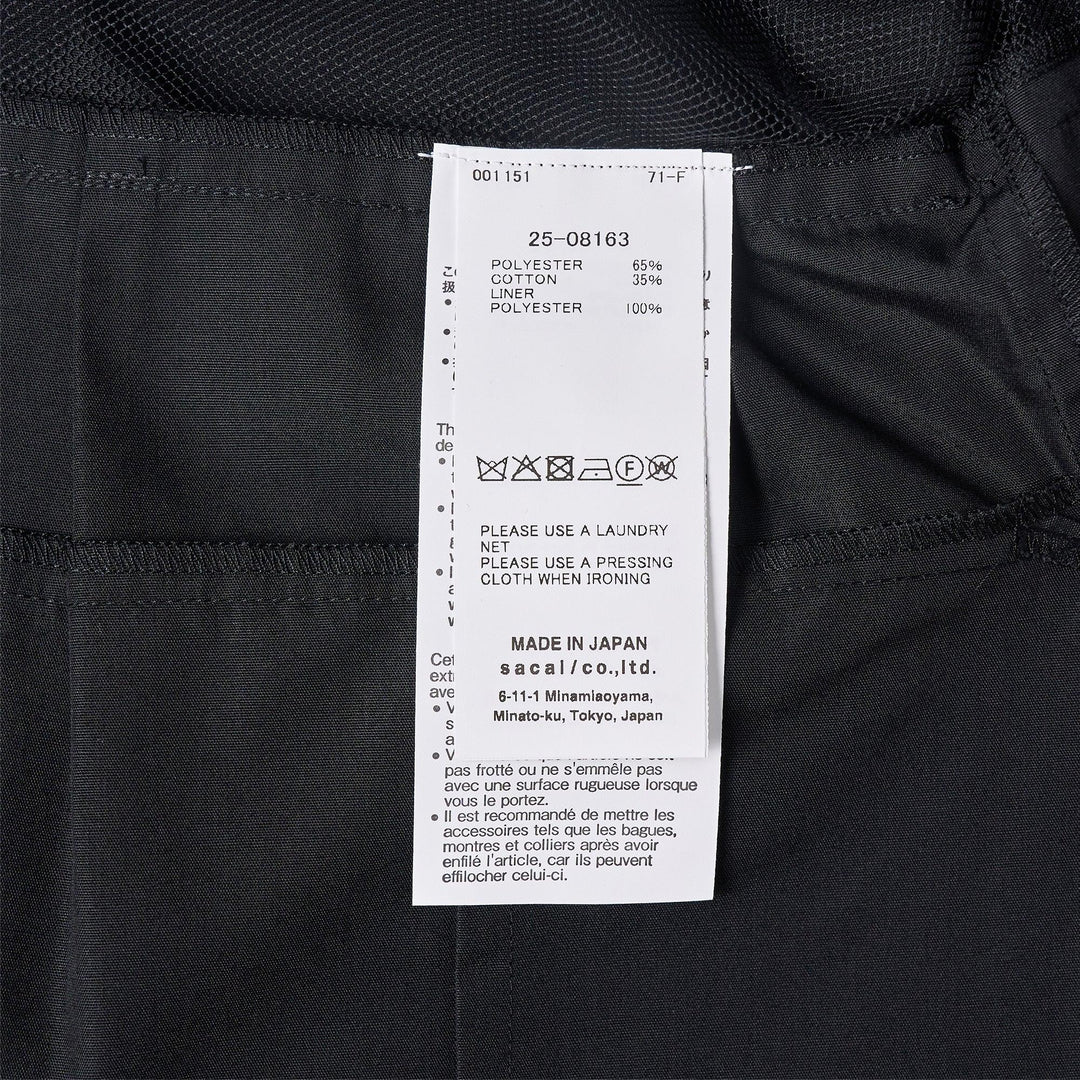 001151 71-F
25-08163
POLYESTER 65%
COTTON 35%
LINER
POLYESTER 100%
F W
PLEASE USE A LAUNDRY
NET
PLEASE USE A PRESSING
CLOTH WHEN IRONING
MADE IN JAPAN
sacai/co.,ltd.
6-11-1 Minamiaoyama,
Minato-ku, Tokyo, Japan
pas frotté ou ne s'emmêle pas
avec une surface rugueuse lorsque
vous le portez.
• Il est recommandé de mettre les
accessoires tels que les bagues,
montres et colliers après avoir
enfilé l'article, car ils peuvent
effilocher celui-ci.